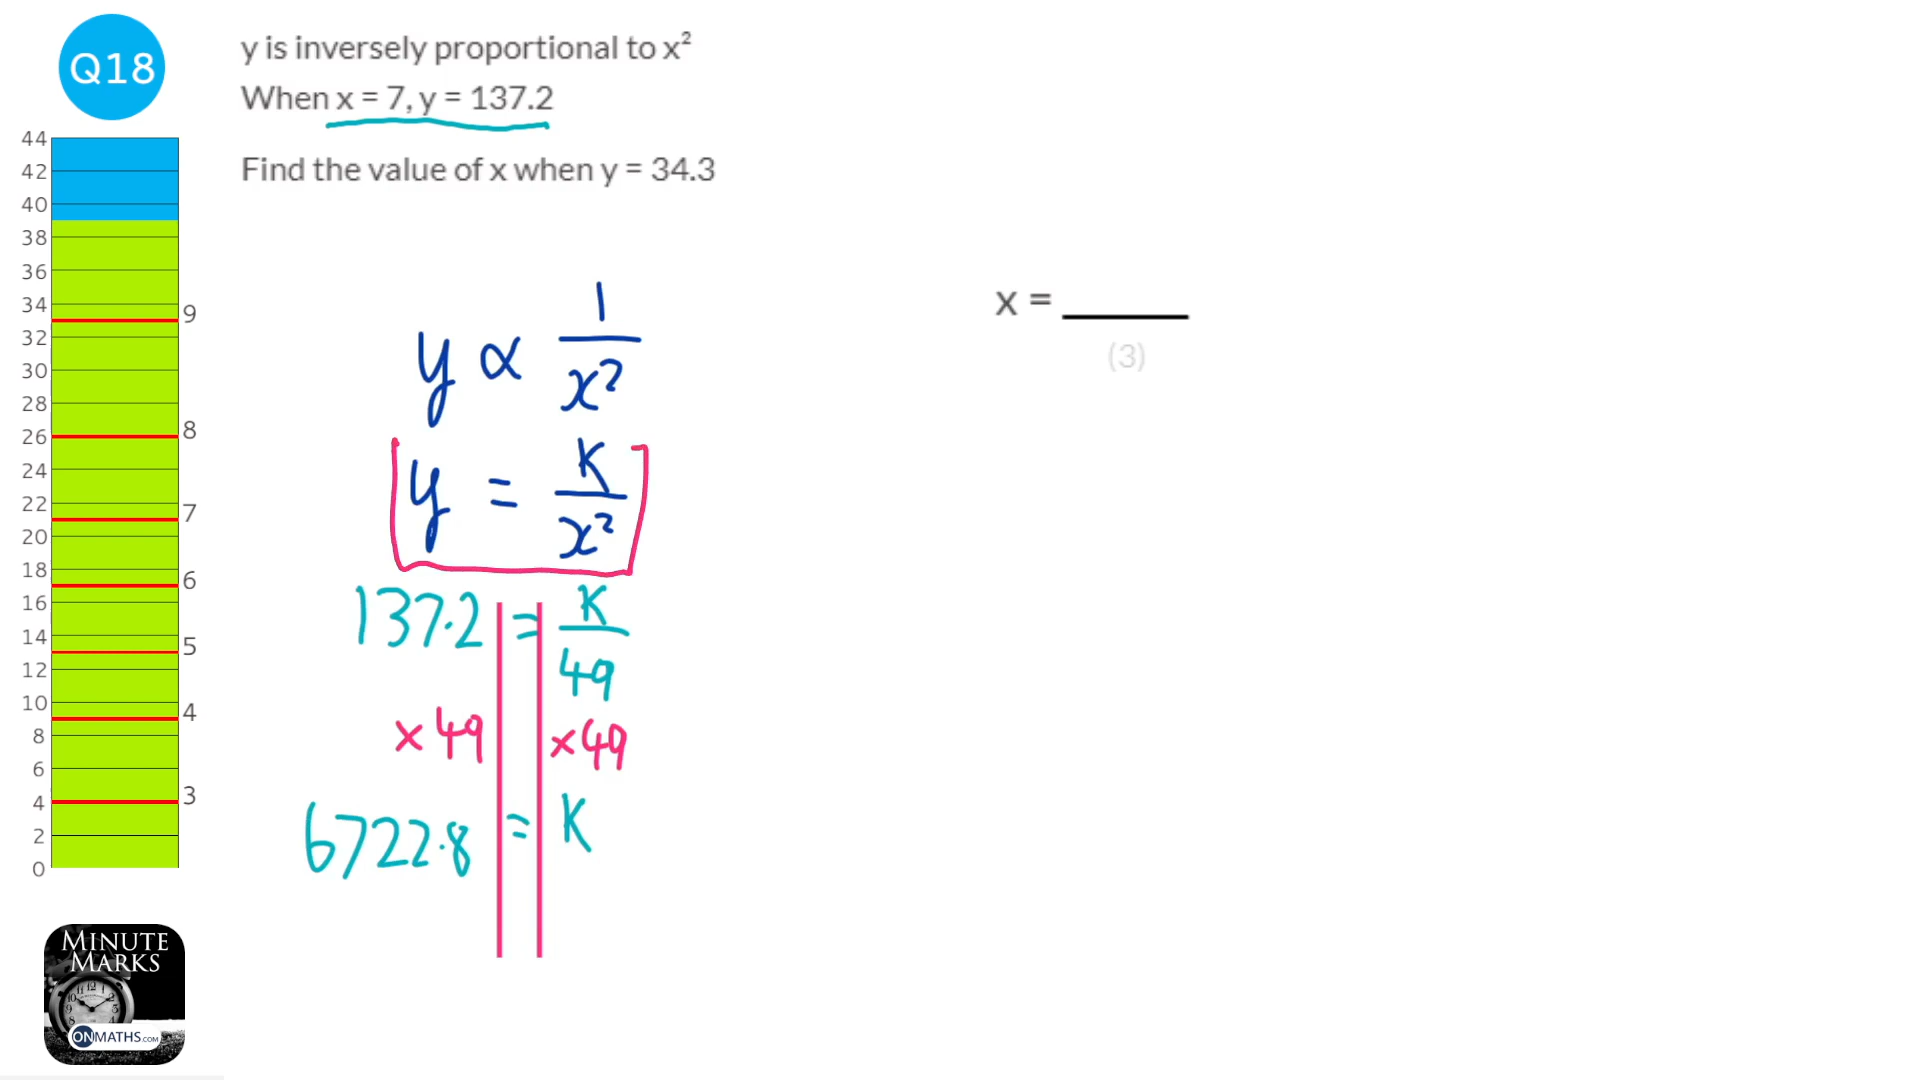 Q18
y is inversely proportional to x²
When x = 7, y = 137.2
Find the value of x when y = 34.3
44
42
40
38
36
34
9
32
30
28
8
26
24
22
7
20
18
6
16
14
5
12
10
4
8
6
4
3
2
0
x = ______
(3)
y ∝ 1/x²
y = K/x²
137.2 = K/49
×49 ×49
6722.8 = K
MINUTE
MARKS
ONMATHS.COM